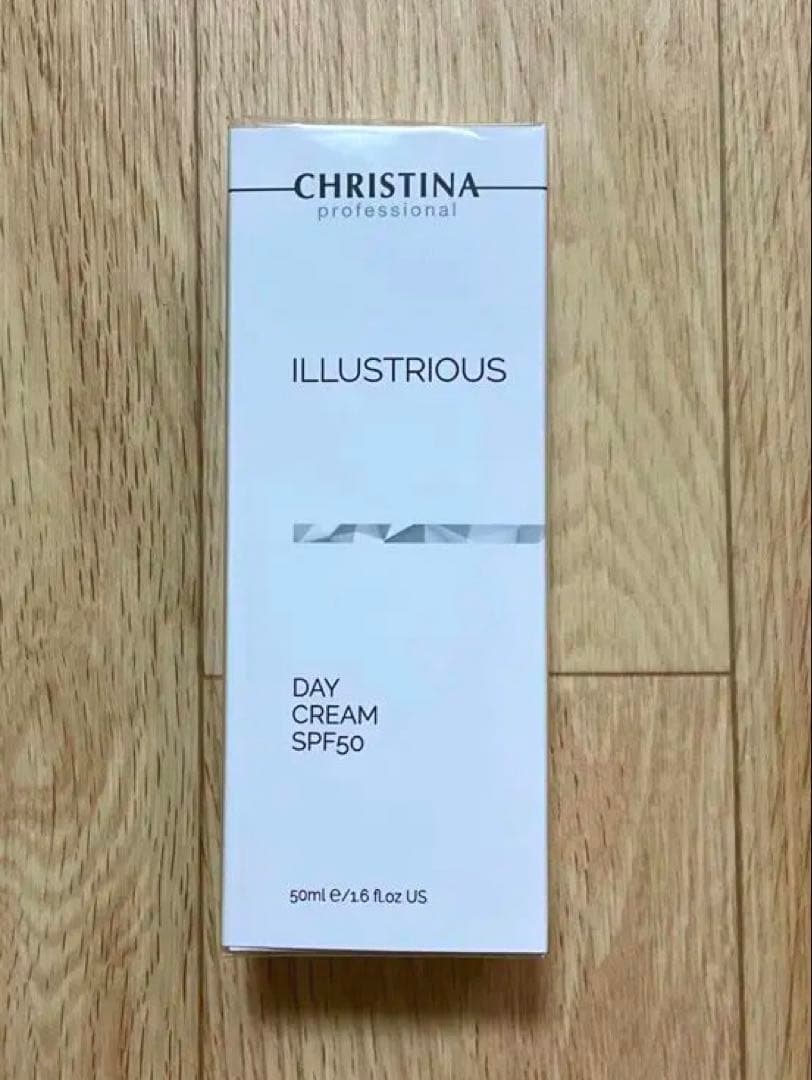 CHRISTINA
professional
ILLUSTRIOUS
DAY
CREAM
SPF50
50ml ℮/1.6 fl.oz US